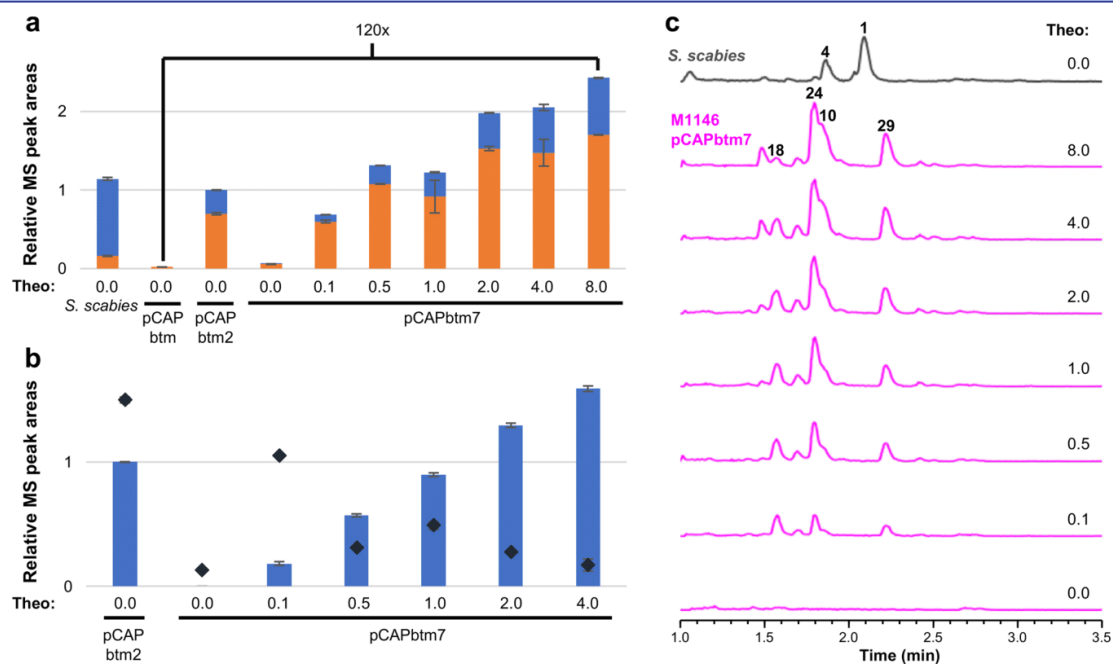 a
120x
Relative MS peak areas
2
1
0
Theo: 0.0 0.0 0.0 0.0 0.1 0.5 1.0 2.0 4.0 8.0
S. scabies
pCAP
btm
pCAP
btm2
pCAPbtm7
b
Relative MS peak areas
1
0
Theo: 0.0 0.0 0.1 0.5 1.0 2.0 4.0
pCAP
btm2
pCAPbtm7
c
Theo:
S. scabies
4
1
0.0
M1146
pCAPbtm7
18
24
10
29
8.0
4.0
2.0
1.0
0.5
0.1
0.0
1.0 1.5 2.0 2.5 3.0 3.5
Time (min)